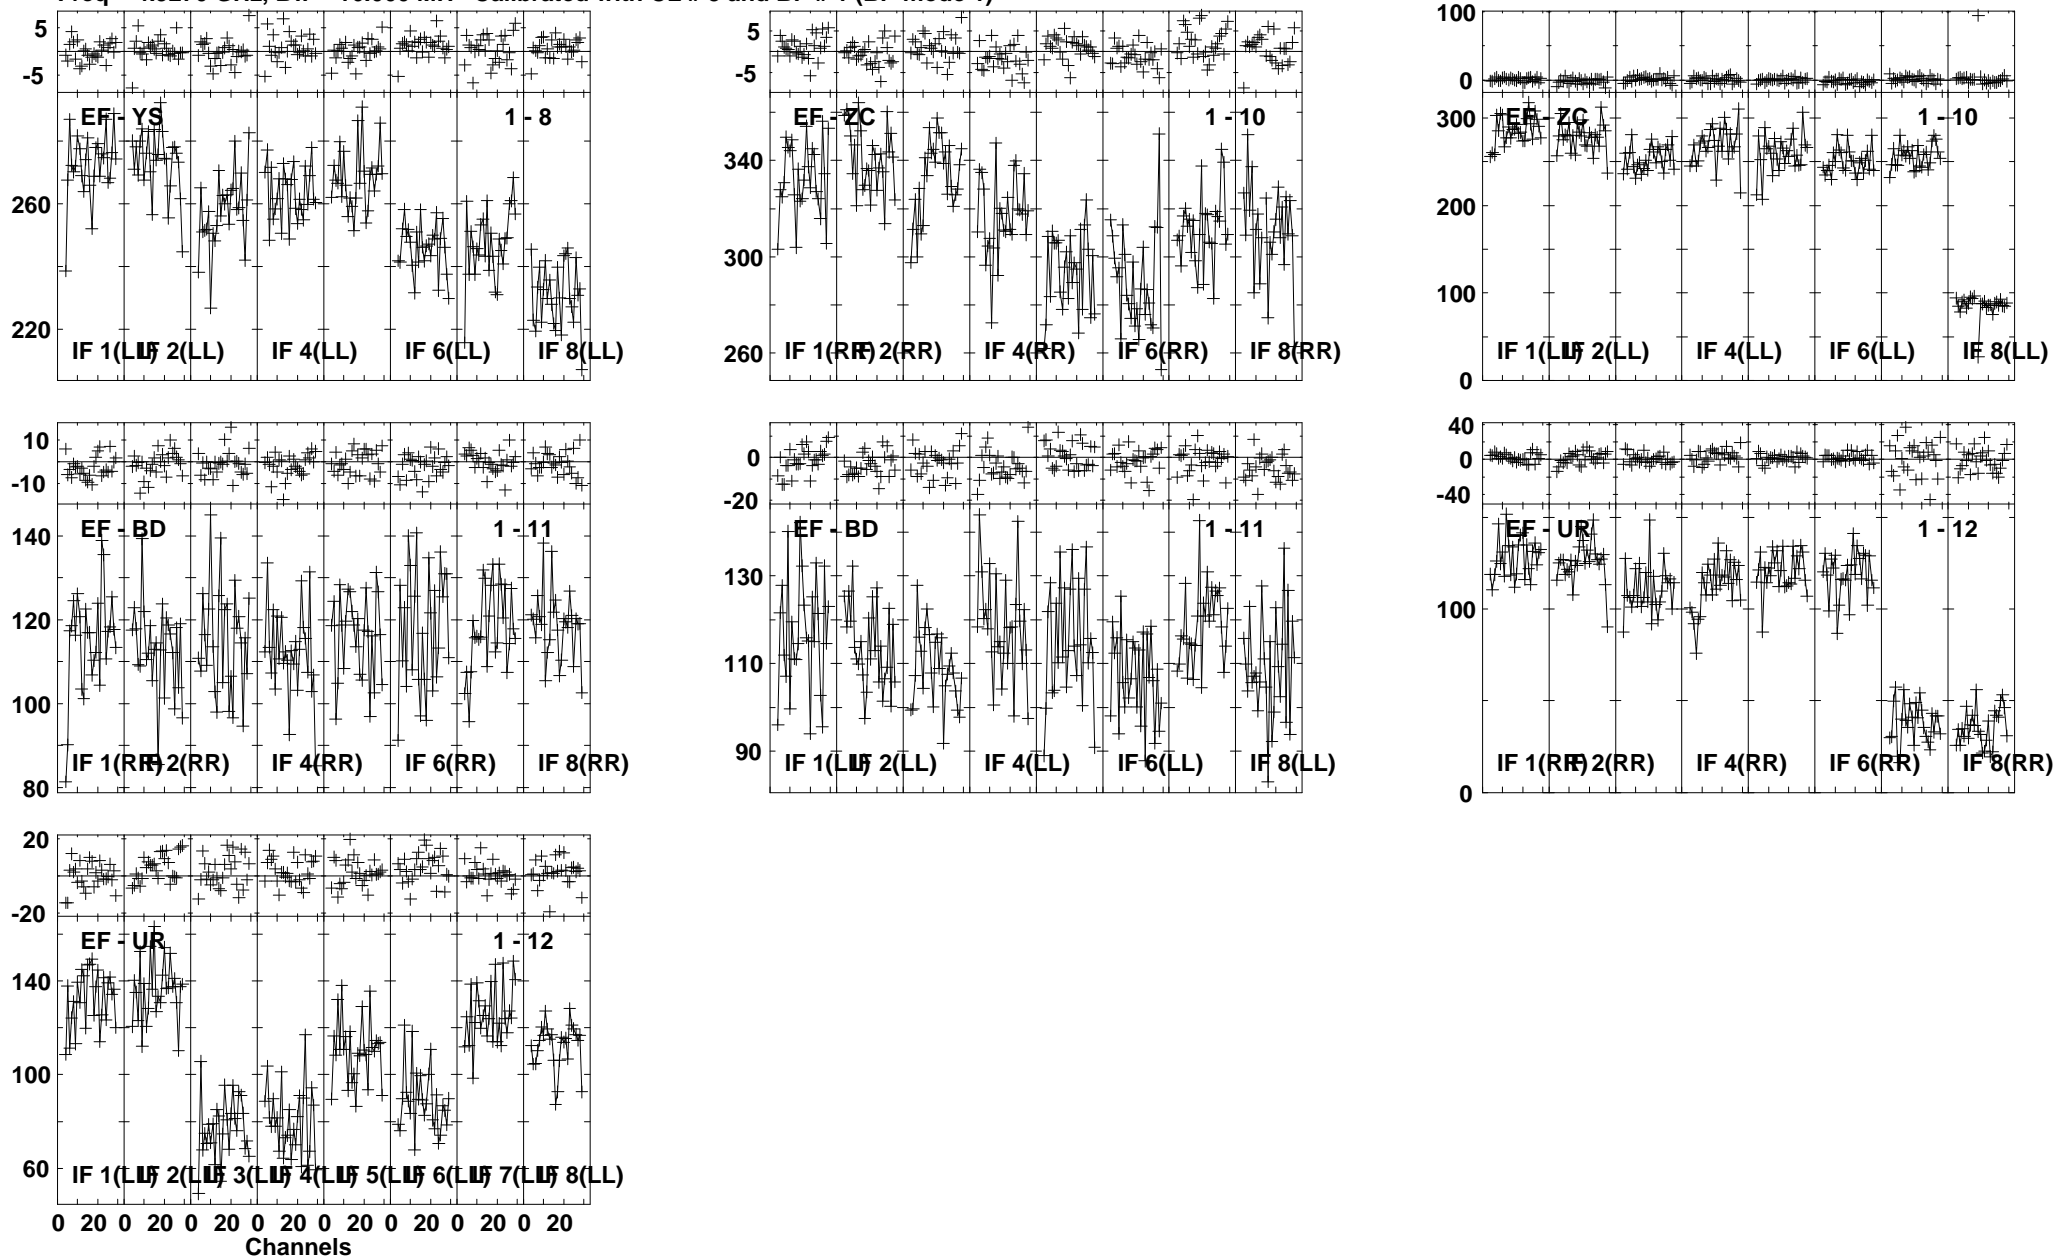 5
-5
EF - YS
1 - 8
260
220
IF 1(LL) IF 2(LL) IF 4(LL) IF 6(LL) IF 8(LL)
5
-5
EF - ZC
1 - 10
340
300
260
IF 1(RR) IF 2(RR) IF 4(RR) IF 6(RR) IF 8(RR)
100
0
EF - ZC
1 - 10
300
200
100
0
IF 1(LL) IF 2(LL) IF 4(LL) IF 6(LL) IF 8(LL)
10
-10
EF - BD
1 - 11
140
120
100
80
IF 1(RR) IF 2(RR) IF 4(RR) IF 6(RR) IF 8(RR)
0
-20
EF - BD
1 - 11
130
110
90
IF 1(LL) IF 2(LL) IF 4(LL) IF 6(LL) IF 8(LL)
40
0
-40
EF - UR
1 - 12
100
0
IF 1(RR) IF 2(RR) IF 4(RR) IF 6(RR) IF 8(RR)
20
-20
EF - UR
1 - 12
140
100
60
IF 1(LL) IF 2(LL) IF 3(LL) IF 4(LL) IF 5(LL) IF 6(LL) IF 7(LL) IF 8(LL)
0 20 0 20 0 20 0 20 0 20 0 20 0 20 0 20
Channels